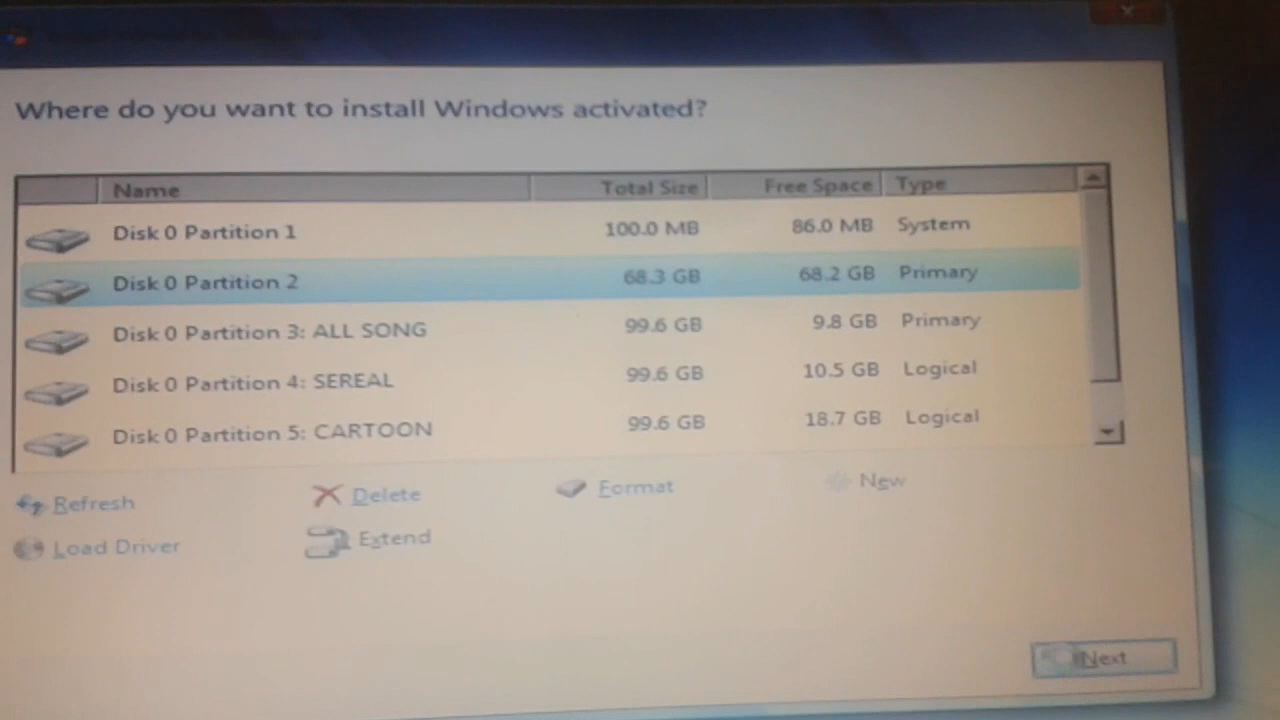 Where do you want to install Windows activated?
Name Total Size Free Space Type
Disk 0 Partition 1 100.0 MB 86.0 MB System
Disk 0 Partition 2 68.3 GB 68.2 GB Primary
Disk 0 Partition 3: ALL SONG 99.6 GB 9.8 GB Primary
Disk 0 Partition 4: SEREAL 99.6 GB 10.5 GB Logical
Disk 0 Partition 5: CARTOON 99.6 GB 18.7 GB Logical
Refresh Delete Format New
Load Driver Extend
Next